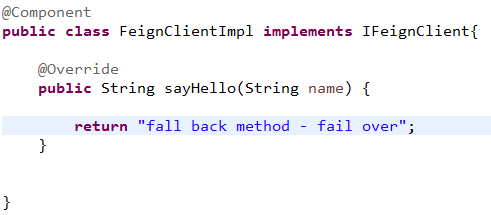 @Component
public class FeignClientImpl implements IFeignClient{
@Override
public String sayHello(String name) {
return "fall back method - fail over";
}
}